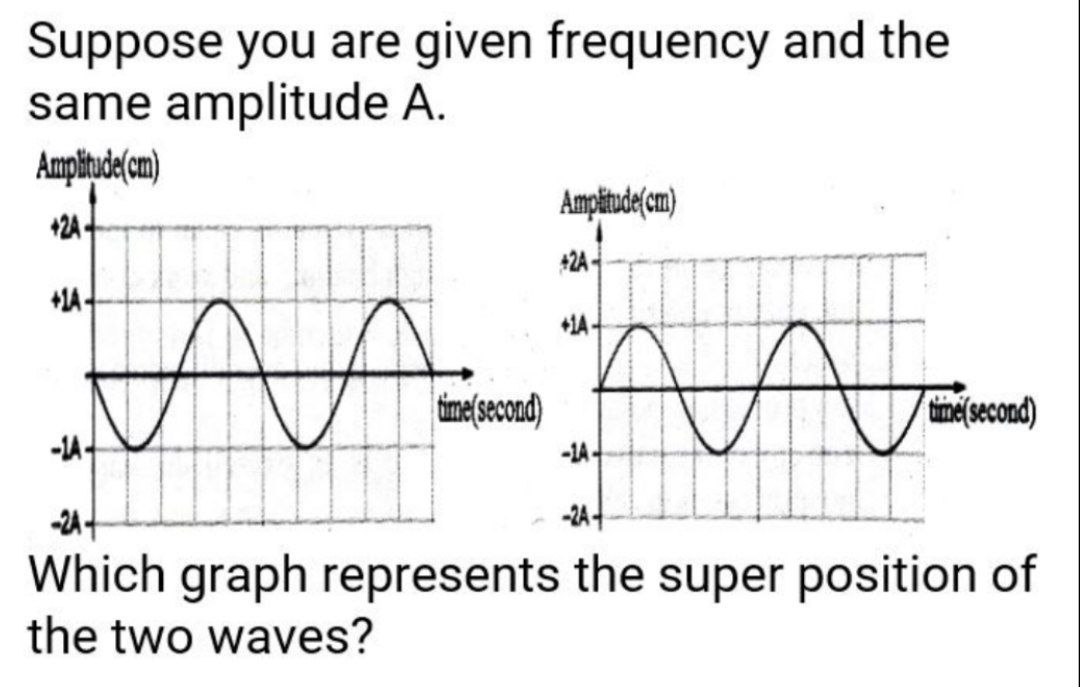 Suppose you are given frequency and the
same amplitude A.
Amplitude(cm)
+2A
+1A
-1A
-2A
time(second)
Amplitude(cm)
+2A
+1A
-1A
-2A
time(second)
Which graph represents the super position of
the two waves?